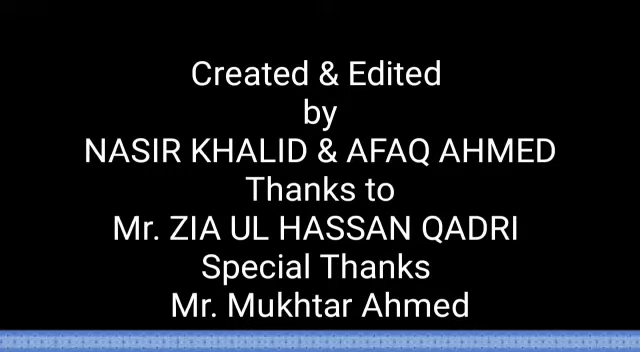 Created & Edited
by
NASIR KHALID & AFAQ AHMED
Thanks to
Mr. ZIA UL HASSAN QADRI
Special Thanks
Mr. Mukhtar Ahmed